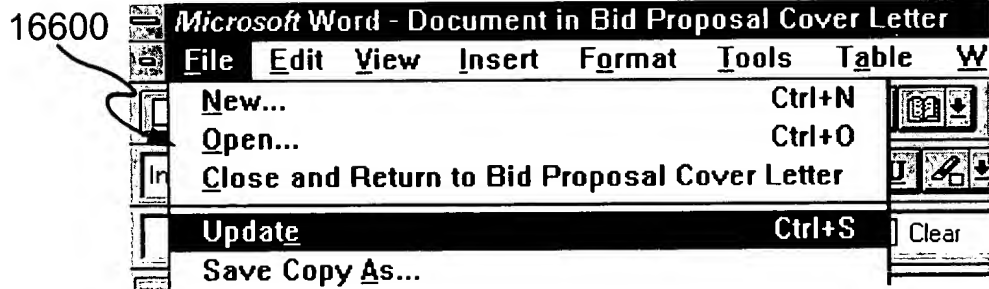 16600
Microsoft Word - Document in Bid Proposal Cover Letter
File Edit View Insert Format Tools Table W
New... Ctrl+N
Open... Ctrl+O
In
Close and Return to Bid Proposal Cover Letter
U
Update Ctrl+S
Clear
Save Copy As...